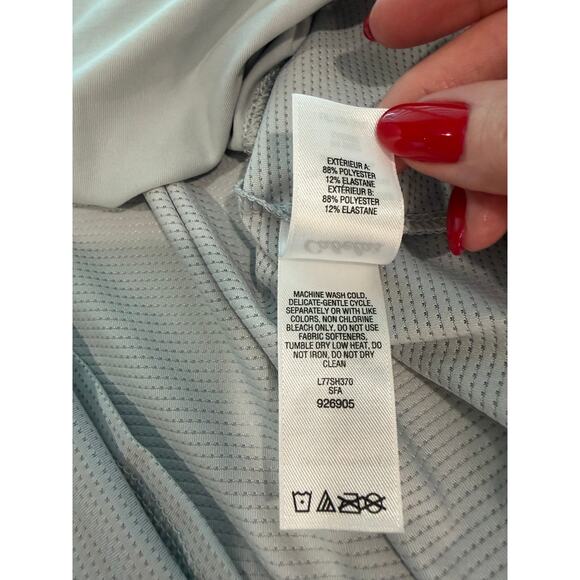 EXTÉRIEUR A:
88% POLYESTER
12% ELASTANE
EXTÉRIEUR B:
88% POLYESTER
12% ELASTANE
Cabela's
MACHINE WASH COLD,
DELICATE-GENTLE CYCLE,
SEPARATELY OR WITH LIKE
COLORS, NON CHLORINE
BLEACH ONLY, DO NOT USE
FABRIC SOFTENERS,
TUMBLE DRY LOW HEAT, DO
NOT IRON, DO NOT DRY
CLEAN
L77SH370
SFA
926905